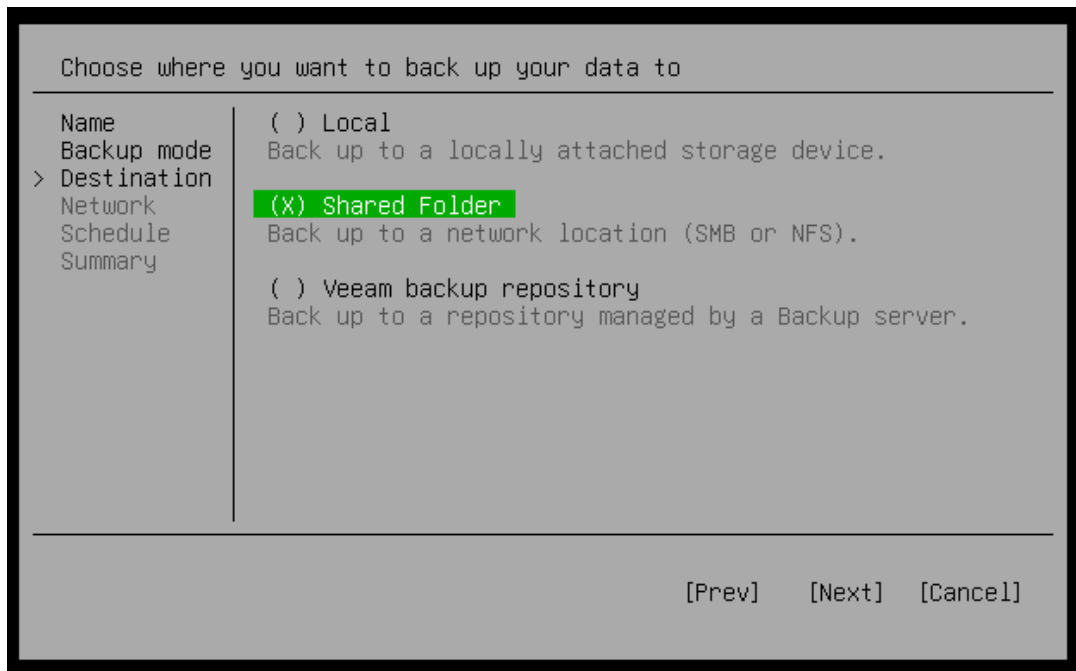 Choose where you want to back up your data to
Name
Backup mode
> Destination
Network
Schedule
Summary
( ) Local
Back up to a locally attached storage device.
(X) Shared Folder
Back up to a network location (SMB or NFS).
( ) Veeam backup repository
Back up to a repository managed by a Backup server.
[Prev] [Next] [Cancel]